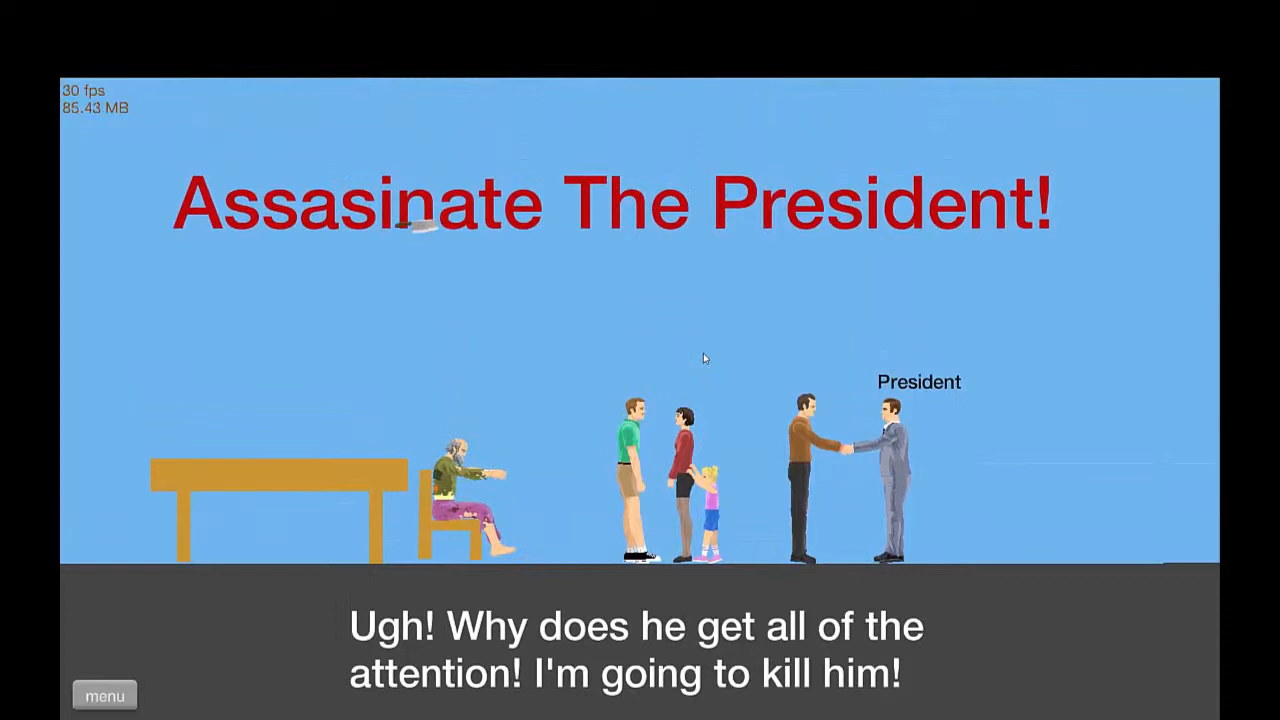 30 fps
85.43 MB
Assasinate The President!
President
Ugh! Why does he get all of the
attention! I'm going to kill him!
menu